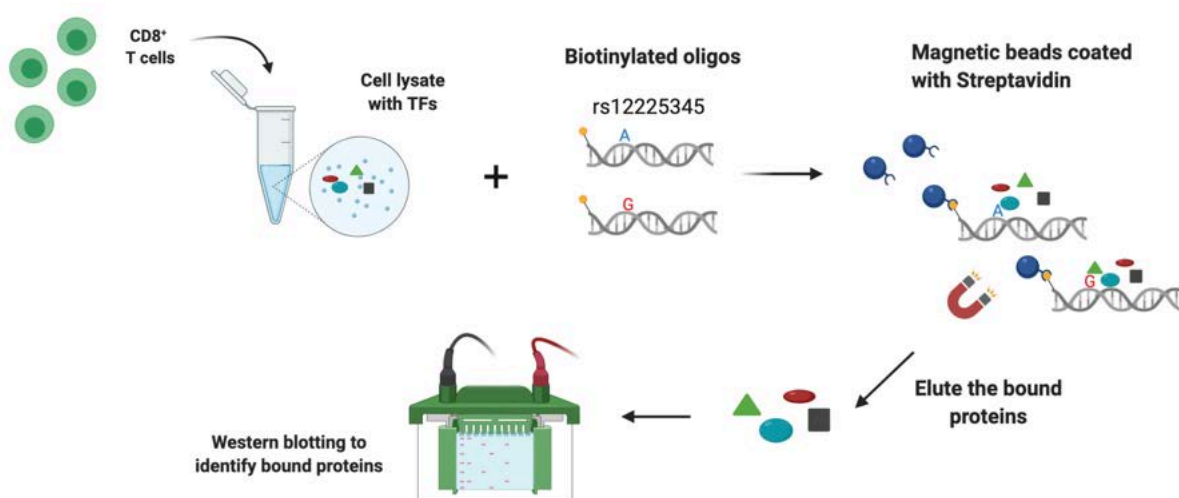 CD8⁺
T cells
Cell lysate
with TFs
Biotinylated oligos
rs12225345
A
G
Magnetic beads coated
with Streptavidin
A
G
Elute the bound
proteins
Western blotting to
identify bound proteins